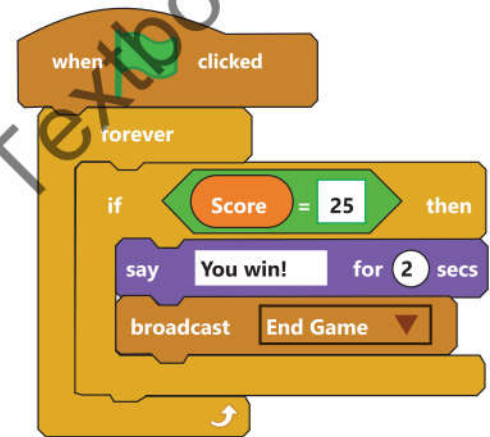 when clicked
forever
if Score = 25 then
say You win! for 2 secs
broadcast End Game